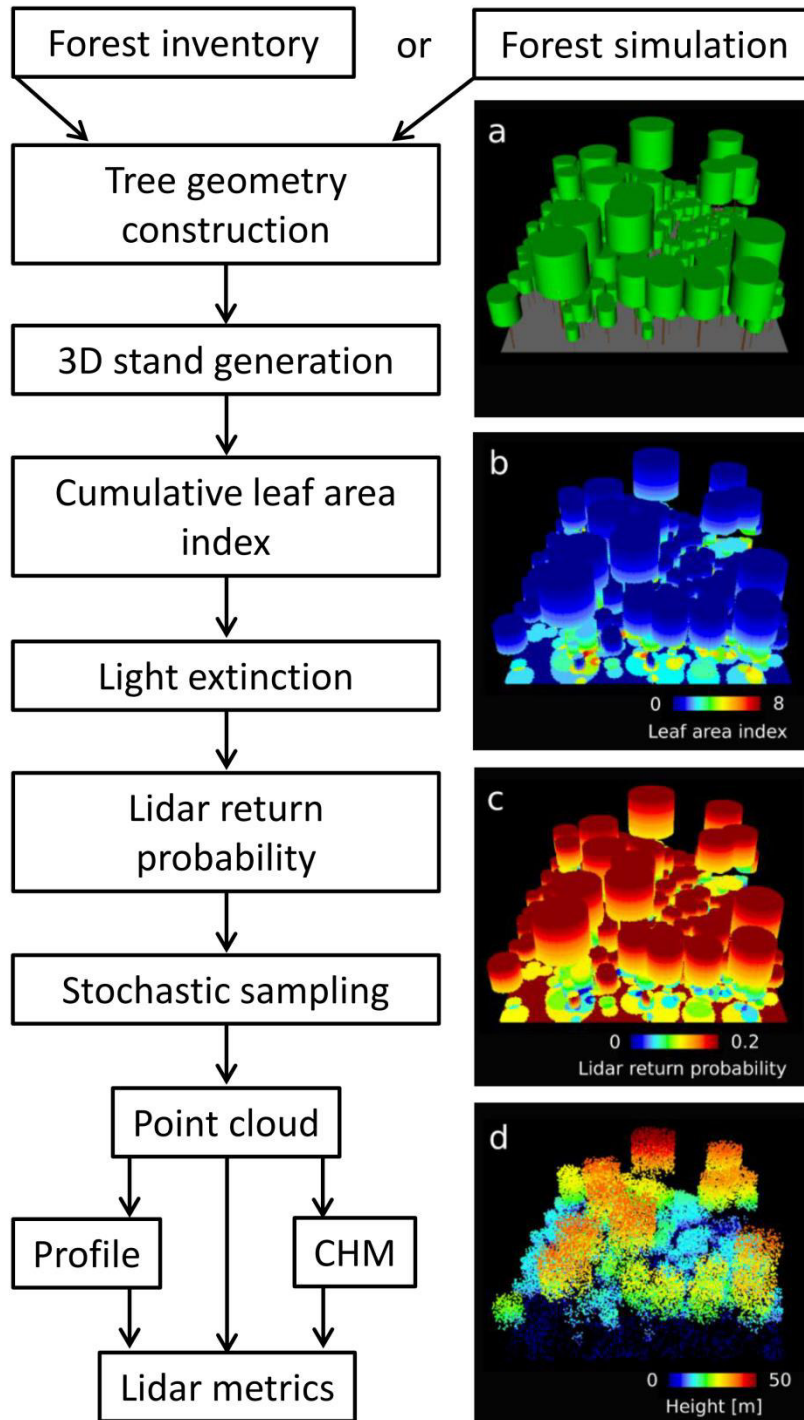 Forest inventory
or
Forest simulation
Tree geometry
construction
3D stand generation
Cumulative leaf area
index
Light extinction
Lidar return
probability
Stochastic sampling
Point cloud
Profile
CHM
Lidar metrics
a
b
0
8
Leaf area index
c
0
0.2
Lidar return probability
d
0
50
Height [m]